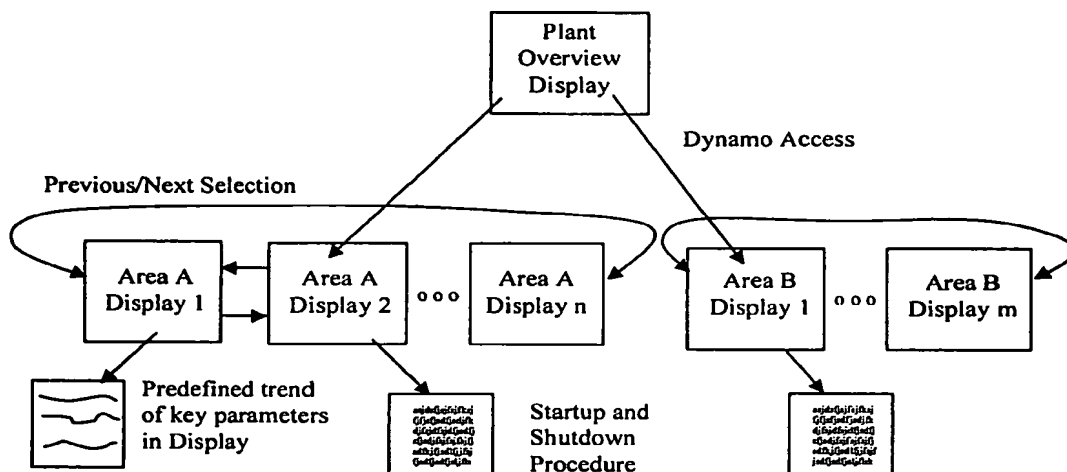 Plant
Overview
Display
Dynamo Access
Previous/Next Selection
Area A
Display 1
Area A
Display 2
o o o
Area A
Display n
Area B
Display 1
o o o
Area B
Display m
Predefined trend
of key parameters
in Display
Startup and
Shutdown
Procedure